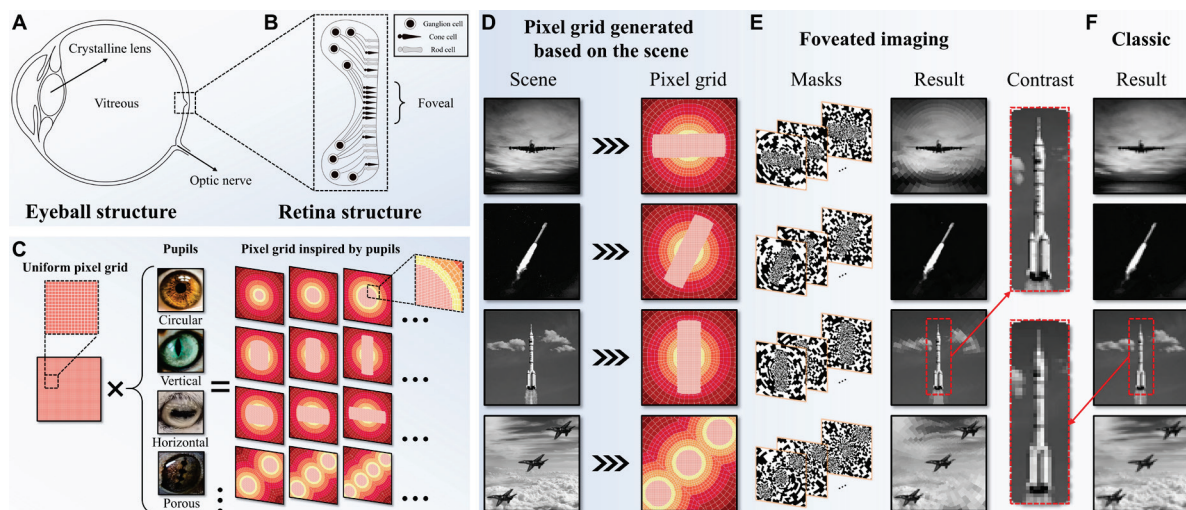 A
Crystalline lens
Vitreous
Optic nerve
Eyeball structure
B
Ganglion cell
Cone cell
Rod cell
Foveal
Retina structure
C
Uniform pixel grid
Pupils
Circular
Vertical
Horizontal
Porous
Pixel grid inspired by pupils
D
Pixel grid generated
based on the scene
Scene
Pixel grid
E
Foveated imaging
Masks
Result
Contrast
F
Classic
Result